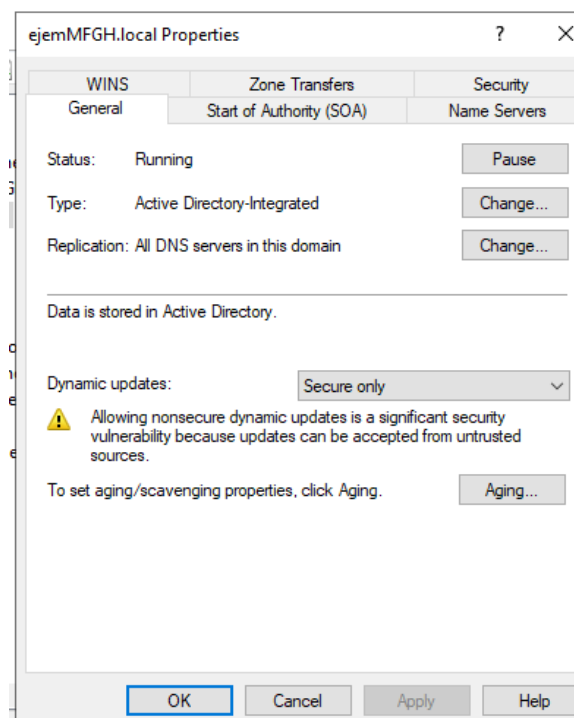 ejemMFGH.local Properties
?
X
WINS
Zone Transfers
Security
General
Start of Authority (SOA)
Name Servers
Status:
Running
Pause
Type:
Active Directory-Integrated
Change...
Replication:
All DNS servers in this domain
Change...
Data is stored in Active Directory.
Dynamic updates:
Secure only
Allowing nonsecure dynamic updates is a significant security
vulnerability because updates can be accepted from untrusted
sources.
To set aging/scavenging properties, click Aging.
Aging...
OK
Cancel
Apply
Help